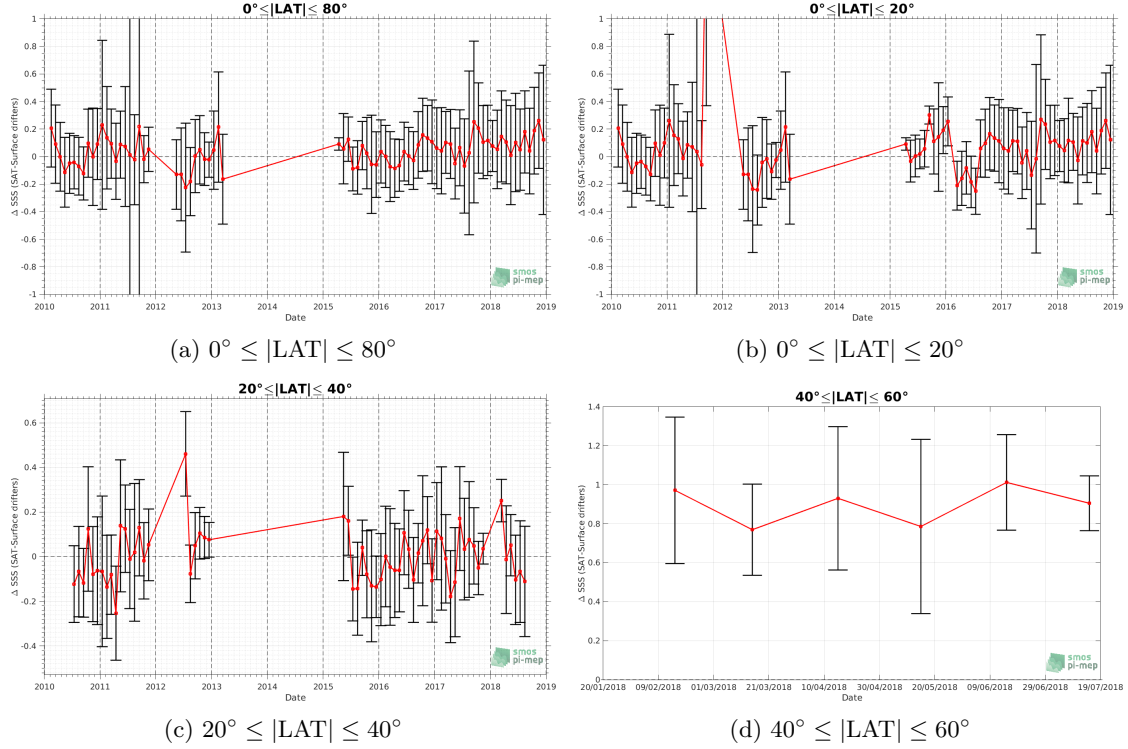 0°≤|LAT|≤ 80°
Δ SSS (SAT-Surface drifters)
1
0.8
0.6
0.4
0.2
0
-0.2
-0.4
-0.6
-0.8
-1
2010 2011 2012 2013 2014 2015 2016 2017 2018 2019
Date
smos
pi-mep
(a) 0° ≤ |LAT| ≤ 80°
0°≤|LAT|≤ 20°
Δ SSS (SAT-Surface drifters)
1
0.8
0.6
0.4
0.2
0
-0.2
-0.4
-0.6
-0.8
-1
2010 2011 2012 2013 2014 2015 2016 2017 2018 2019
Date
smos
pi-mep
(b) 0° ≤ |LAT| ≤ 20°
20°≤|LAT|≤ 40°
Δ SSS (SAT-Surface drifters)
0.6
0.4
0.2
0
-0.2
-0.4
2010 2011 2012 2013 2014 2015 2016 2017 2018 2019
Date
smos
pi-mep
(c) 20° ≤ |LAT| ≤ 40°
40°≤|LAT|≤ 60°
Δ SSS (SAT-Surface drifters)
1.4
1.2
1
0.8
0.6
0.4
0.2
0
20/01/2018 09/02/2018 01/03/2018 21/03/2018 10/04/2018 30/04/2018 20/05/2018 09/06/2018 29/06/2018 19/07/2018
Date
smos
pi-mep
(d) 40° ≤ |LAT| ≤ 60°